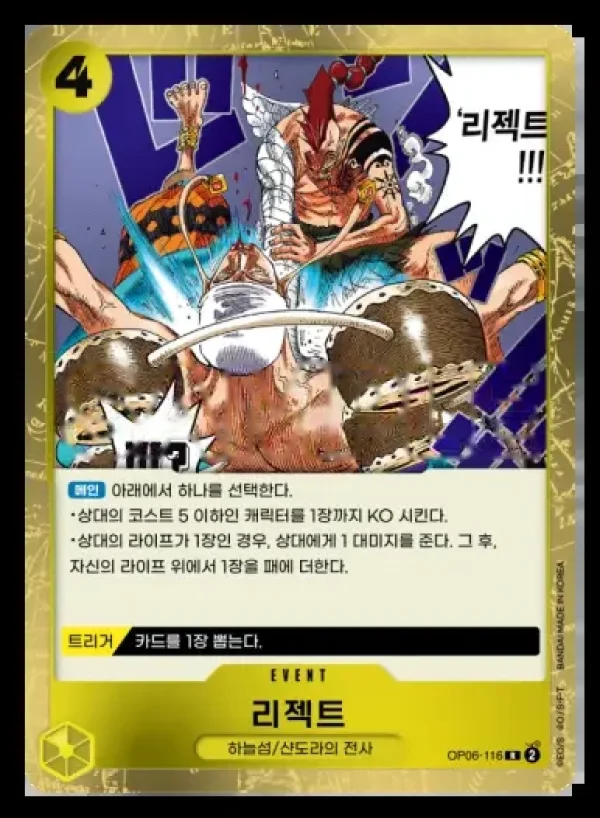 4
‘리젝트
!!!
!!!?
메인 아래에서 하나를 선택한다.
•상대의 코스트 5 이하인 캐릭터를 1장까지 KO 시킨다.
•상대의 라이프가 1장인 경우, 상대에게 1 대미지를 준다. 그 후,
자신의 라이프 위에서 1장을 패에 더한다.
트리거 카드를 1장 뽑는다.
EVENT
리젝트
하늘섬/샨도라의 전사
OP06-116 R 2
©EO/S ©O/S·F·T BANDAI MADE IN KOREA